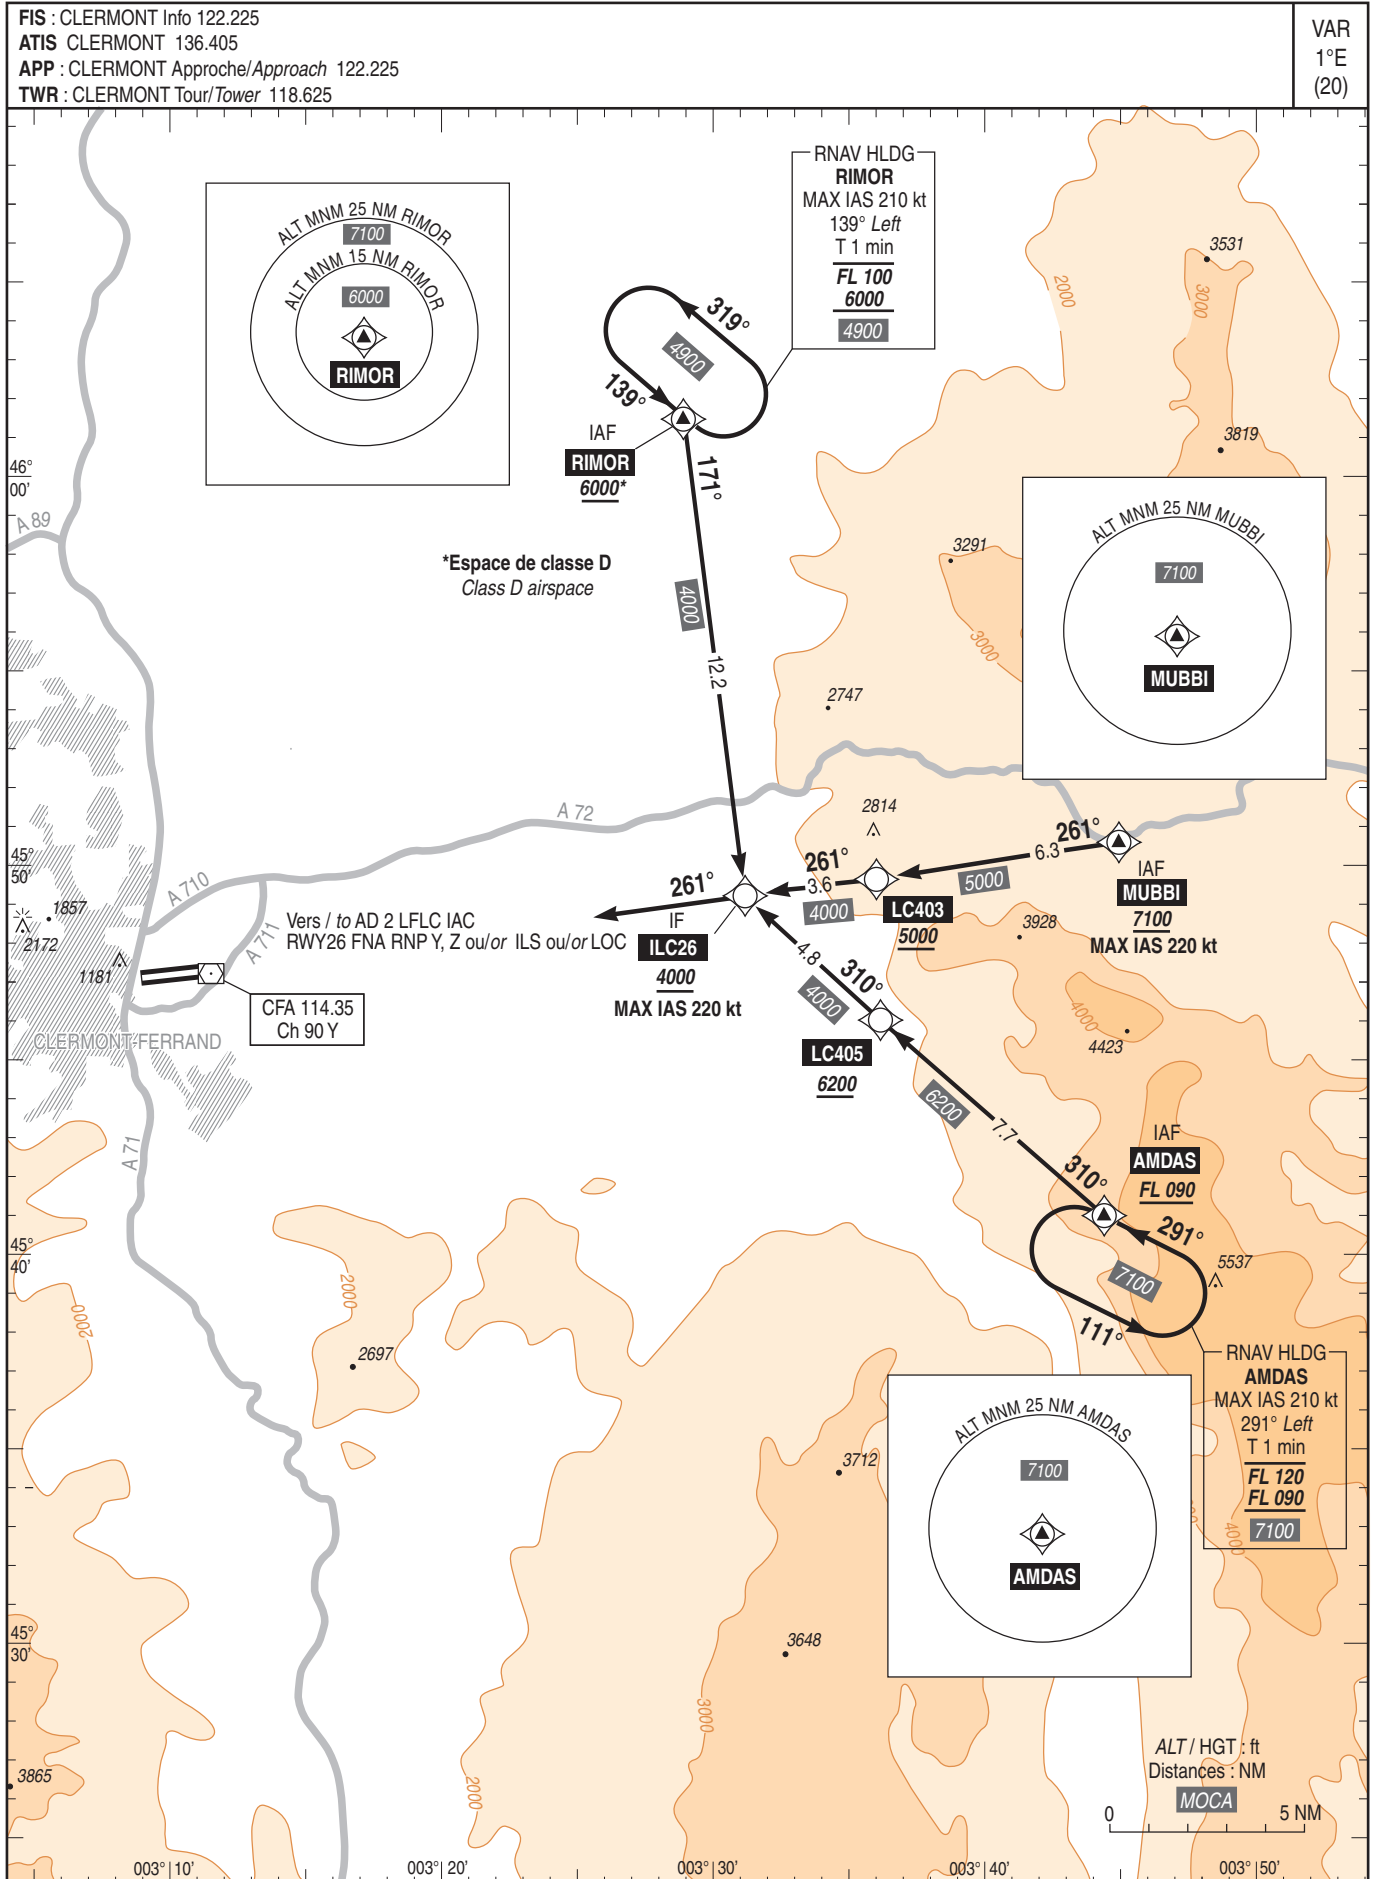 FIS : CLERMONT Info 122.225
ATIS CLERMONT 136.405
APP : CLERMONT Approche/Approach 122.225
TWR : CLERMONT Tour/Tower 118.625
VAR
1°E
(20)
ALT MNM 25 NM RIMOR
7100
ALT MNM 15 NM RIMOR
6000
RIMOR
RNAV HLDG
RIMOR
MAX IAS 210 kt
139° Left
T 1 min
FL 100
6000
4900
319°
4900
139°
IAF
RIMOR
6000*
171°
*Espace de classe D
Class D airspace
4000
12.2
2000
3531
3000
3819
3291
3000
2747
ALT MNM 25 NM MUBBI
7100
MUBBI
46°
00'
A 89
A 72
2814
261°
6.3
5000
IAF
MUBBI
7100
MAX IAS 220 kt
261°
3.6
4000
LC403
5000
261°
IF
ILC26
4000
MAX IAS 220 kt
Vers / to AD 2 LFLC IAC
RWY26 FNA RNP Y, Z ou/or ILS ou/or LOC
45°
50'
A 710
A 711
1857
2172
1181
CFA 114.35
Ch 90 Y
CLERMONT-FERRAND
A 71
3928
4000
4423
4.8
310°
4000
LC405
6200
6200
7.7
310°
IAF
AMDAS
FL 090
291°
5537
7100
111°
RNAV HLDG
AMDAS
MAX IAS 210 kt
291° Left
T 1 min
FL 120
FL 090
7100
4000
45°
40'
2000
2000
2697
ALT MNM 25 NM AMDAS
7100
AMDAS
3712
3648
3000
2000
45°
30'
3865
ALT / HGT : ft
Distances : NM
MOCA
0 5 NM
003° 10' 003° 20' 003° 30' 003° 40' 003° 50'